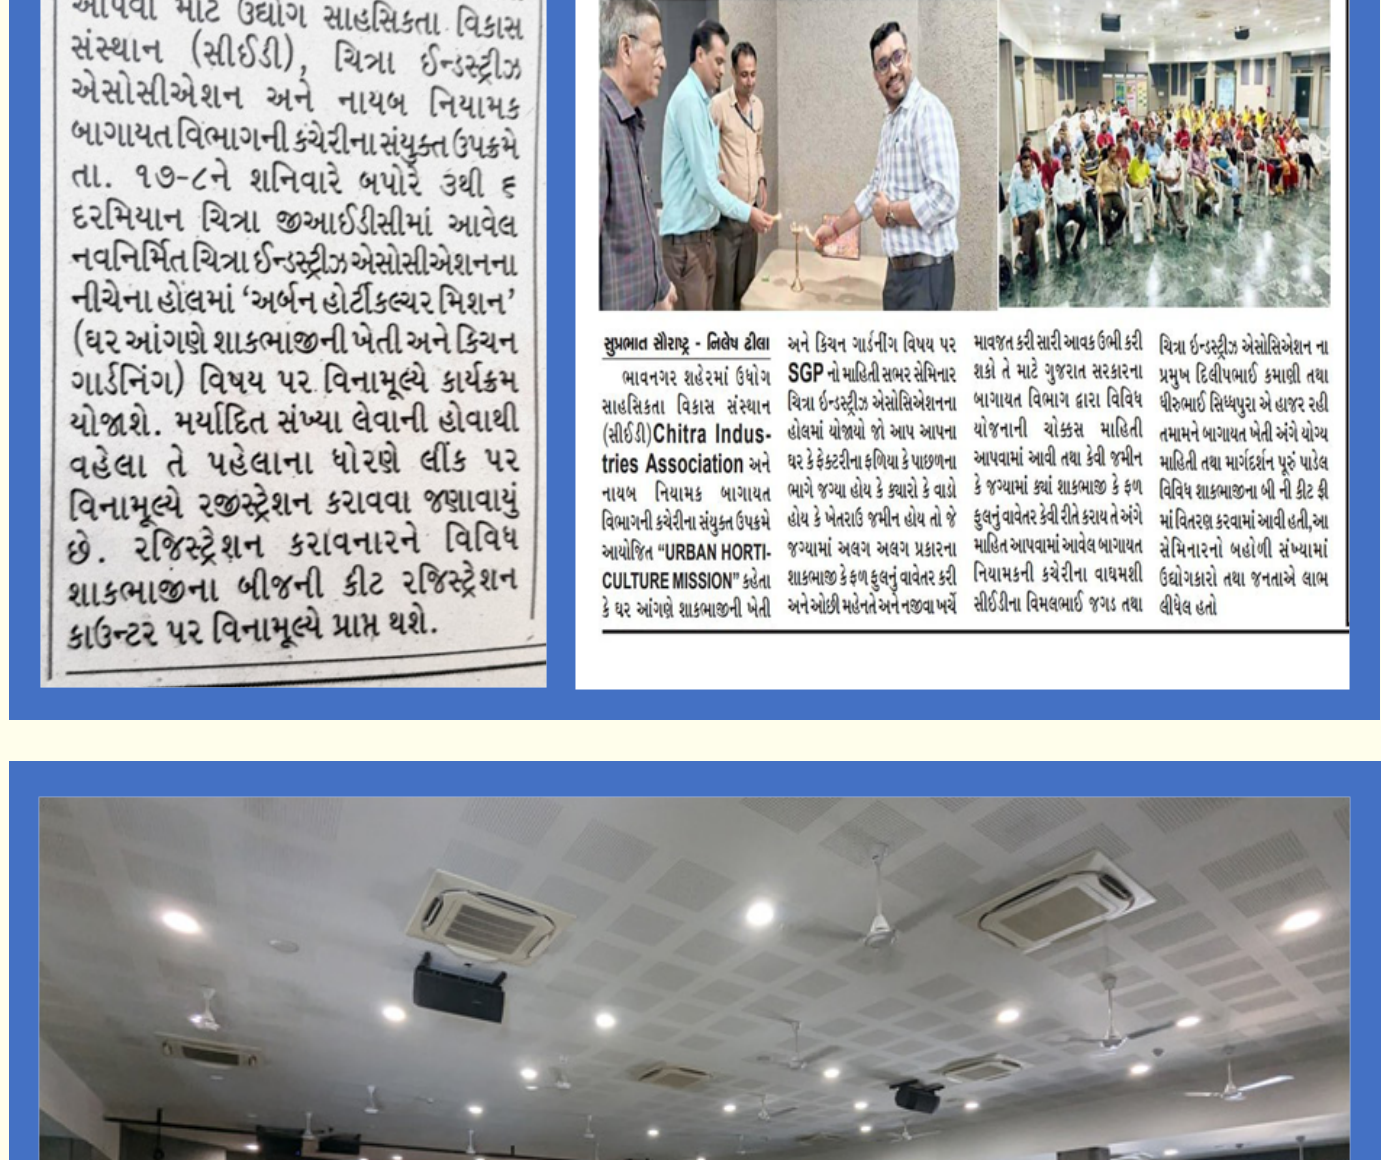 આપવા માટે ઉદ્યોગ સાહસિકતા વિકાસ
સંસ્થાન (સીઈડી), ચિત્રા ઈન્ડસ્ટ્રીઝ
એસોસીએશન અને નાયબ નિયામક
બાગાયત વિભાગની કચેરીના સંયુક્ત ઉપક્રમે
તા. ૧૭-૮ને શનિવારે બપોરે ૩થી ૬
દરમિયાન ચિત્રા જીઆઈડીસીમાં આવેલ
નવનિર્મિત ચિત્રા ઈન્ડસ્ટ્રીઝ એસોસીએશનના
નીચેના હોલમાં ‘અર્બન હોર્ટીકલ્ચર મિશન’
(ઘર આંગણે શાકભાજીની ખેતી અને કિચન
ગાર્ડનિંગ) વિષય પર વિનામૂલ્યે કાર્યક્રમ
યોજાશે. મર્યાદિત સંખ્યા લેવાની હોવાથી
વહેલા તે પહેલાના ધોરણે લીંક પર
વિનામૂલ્યે રજીસ્ટ્રેશન કરાવવા જણાવાયું
છે. રજિસ્ટ્રેશન કરાવનારને વિવિધ
શાકભાજીના બીજની કીટ રજિસ્ટ્રેશન
કાઉન્ટર પર વિનામૂલ્યે પ્રાપ્ત થશે.
સુપ્રભાત સૌરાષ્ટ્ર - નિલેષ ઢીલા
ભાવનગર શહેરમાં ઉધોગ
સાહસિકતા વિકાસ સંસ્થાન
(સીઈડી)Chitra Indus-
tries Association અને
નાયબ નિયામક બાગાયત
વિભાગની કચેરીના સંયુક્ત ઉપકમે
આયોજિત “URBAN HORTI-
CULTURE MISSION” કહેતા
કે ઘર આંગણે શાકભાજીની ખેતી
અને કિચન ગાર્ડનીંગ વિષય પર
SGP નો માહિતી સભર સેમિનાર
ચિત્રા ઇન્ડસ્ટ્રીઝ એસોસિએશનના
હોલમાં યોજાયો જો આપ આપના
ઘર કે ફેક્ટરીના ફળિયા કે પાછળના
ભાગે જગ્યા હોય કે ક્યારો કે વાડો
હોય કે ખેતરાઉ જમીન હોય તો જે
જગ્યામાં અલગ અલગ પ્રકારના
શાકભાજી કે ફળ ફુલનું વાવેતર કરી
અને ઓછી મહેનતે અને નજીવા ખર્ચે
માવજત કરી સારી આવક ઉભી કરી
શકો તે માટે ગુજરાત સરકારના
બાગાયત વિભાગ દ્વારા વિવિધ
યોજનાની ચોક્કસ માહિતી
આપવામાં આવી તથા કેવી જમીન
કે જગ્યામાં ક્યાં શાકભાજી કે ફળ
ફુલનું વાવેતર કેવી રીતે કરાય તે અંગે
માહિત આપવામાં આવેલ બાગાયત
નિયામકની કચેરીના વાઘમશી
સીઈડીના વિમલભાઈ જગડ તથા
ચિત્રા ઇન્ડસ્ટ્રીઝ એસોસિએશન ના
પ્રમુખ દિલીપભાઈ કમાણી તથા
ધીરુભાઈ સિધ્ધપુરા એ હાજર રહી
તમામને બાગાયત ખેતી અંગે યોગ્ય
માહિતી તથા માર્ગદર્શન પૂરું પાડેલ
વિવિધ શાકભાજીના બી ની કીટ ફ્રી
માં વિતરણ કરવામાં આવી હતી,આ
સેમિનારનો બહોળી સંખ્યામાં
ઉદ્યોગકારો તથા જનતાએ લાભ
લીધેલ હતો